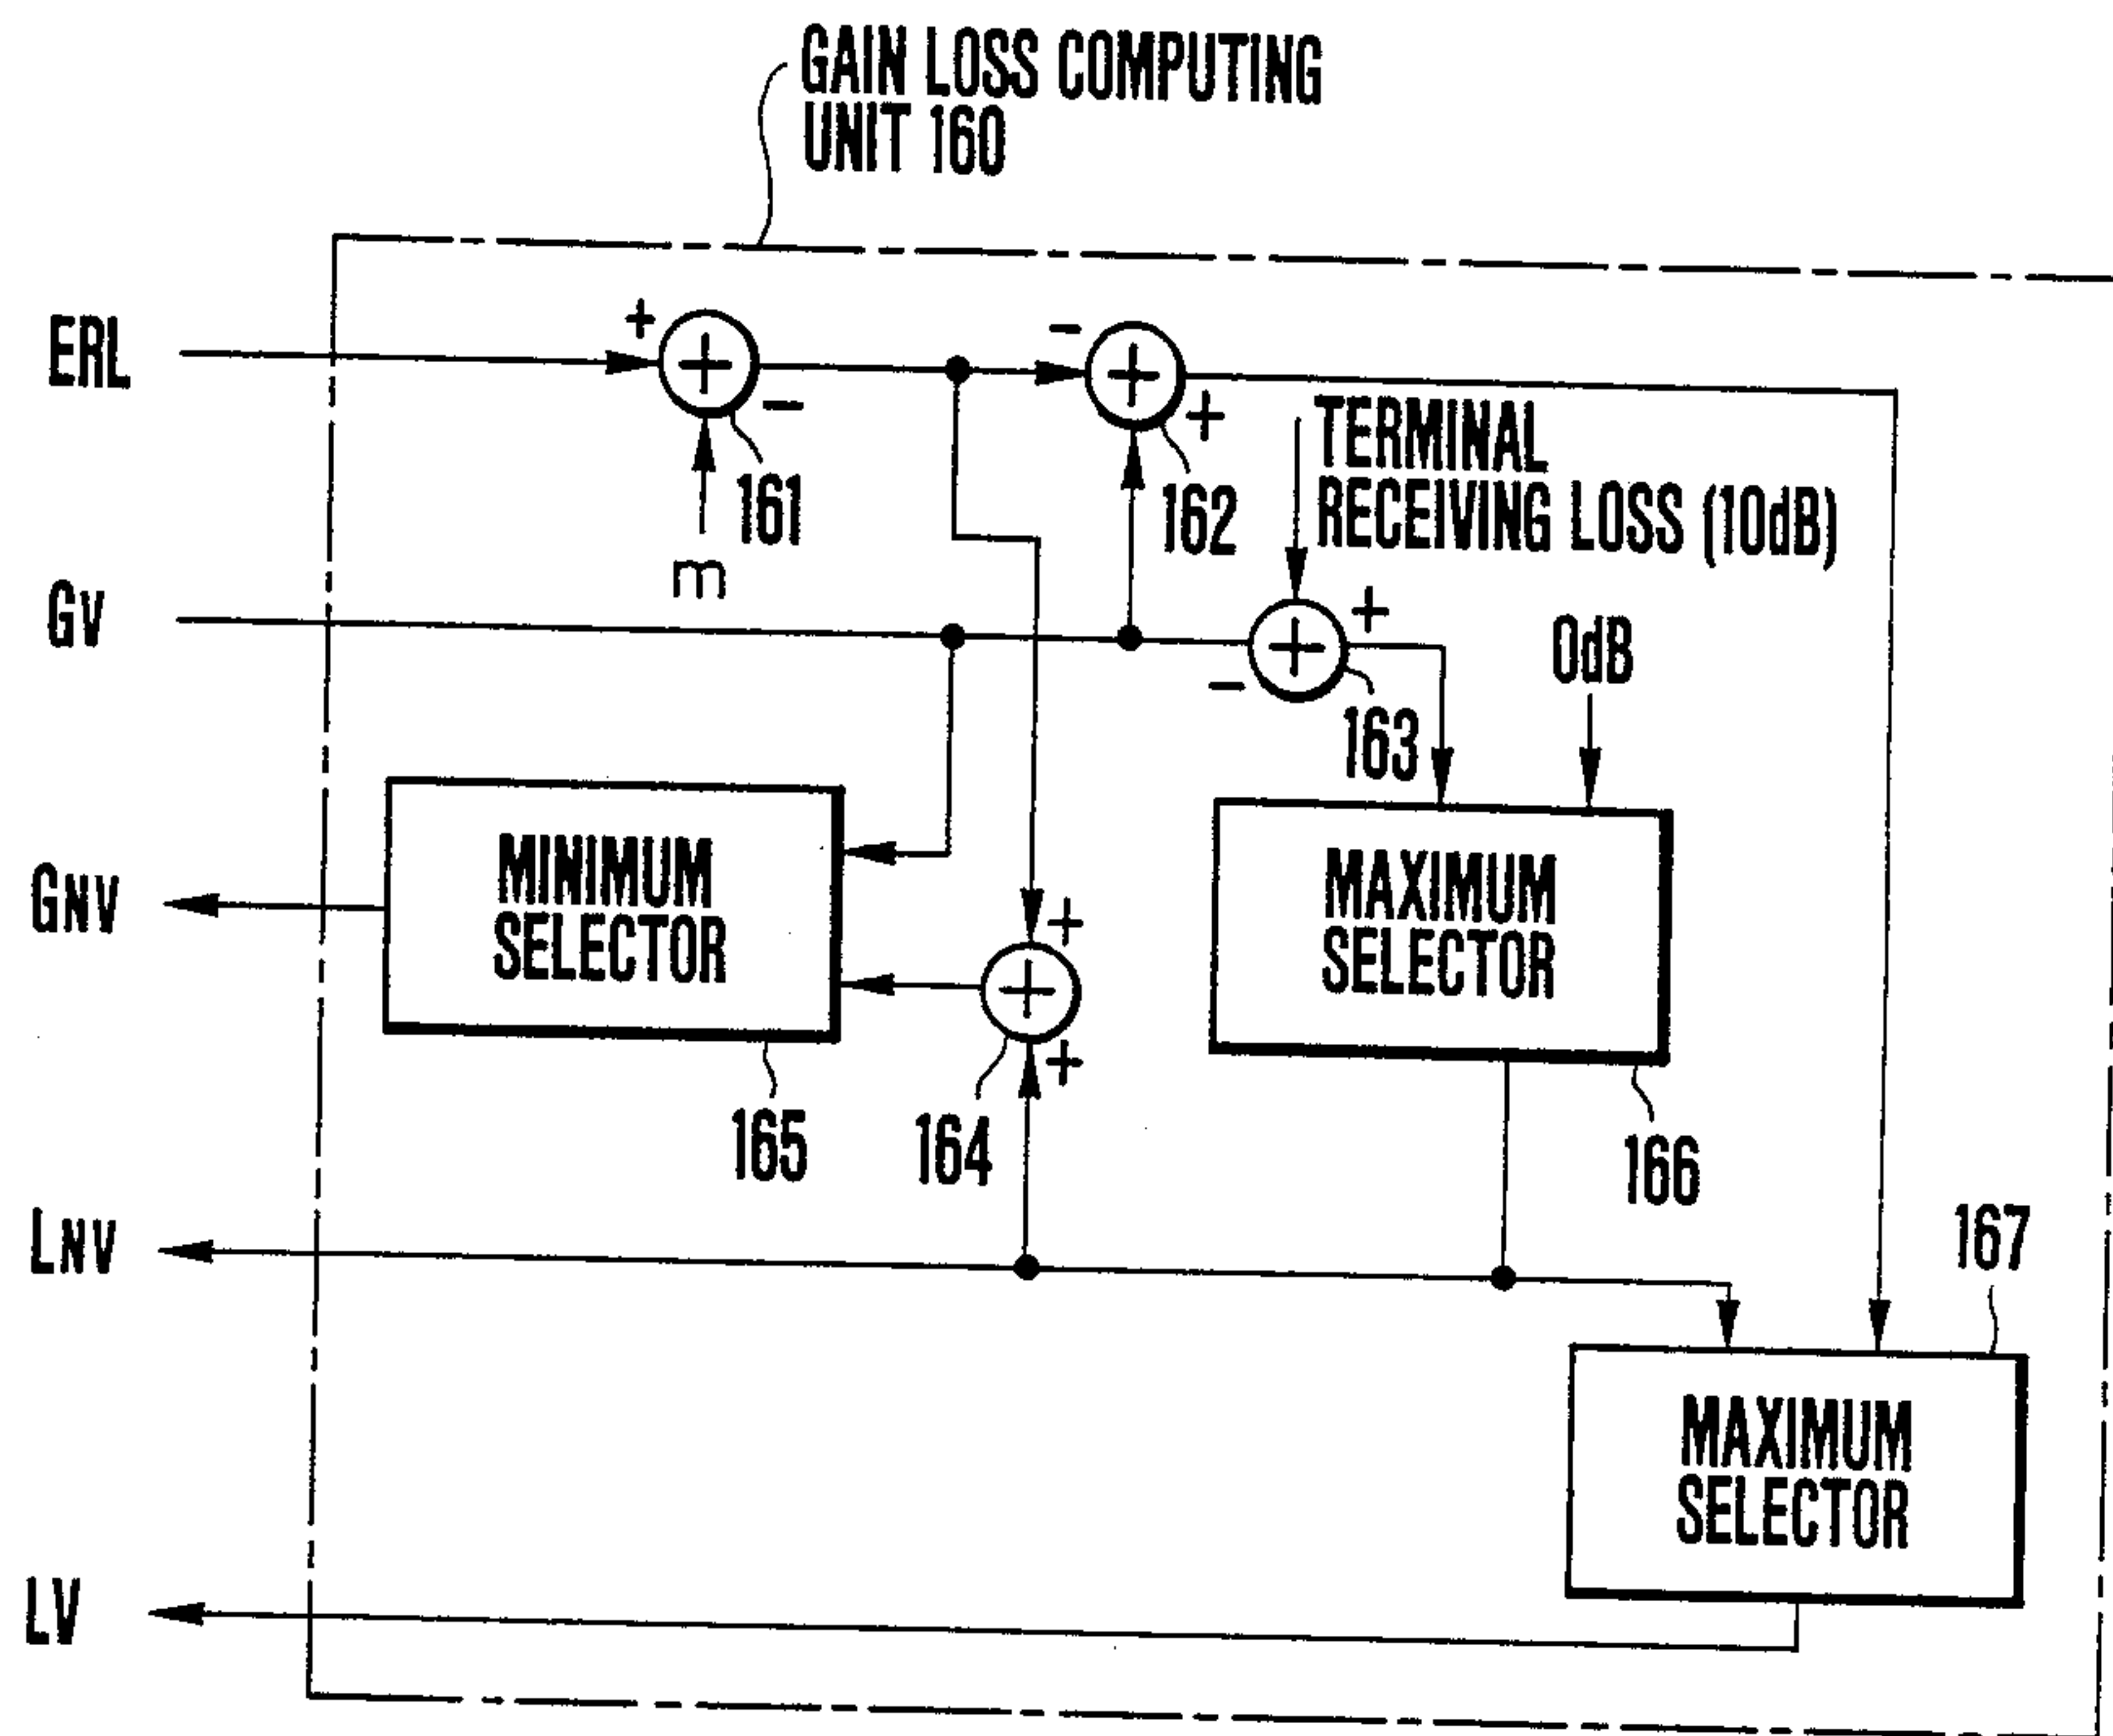 GAIN LOSS COMPUTING
UNIT 160
ERL
+
+
-
161
m
-
+
+
162
TERMINAL
RECEIVING LOSS (10dB)
GV
+
+
-
163
0dB
MINIMUM
SELECTOR
165
GNV
+
+
+
164
MAXIMUM
SELECTOR
166
LNV
167
MAXIMUM
SELECTOR
LV